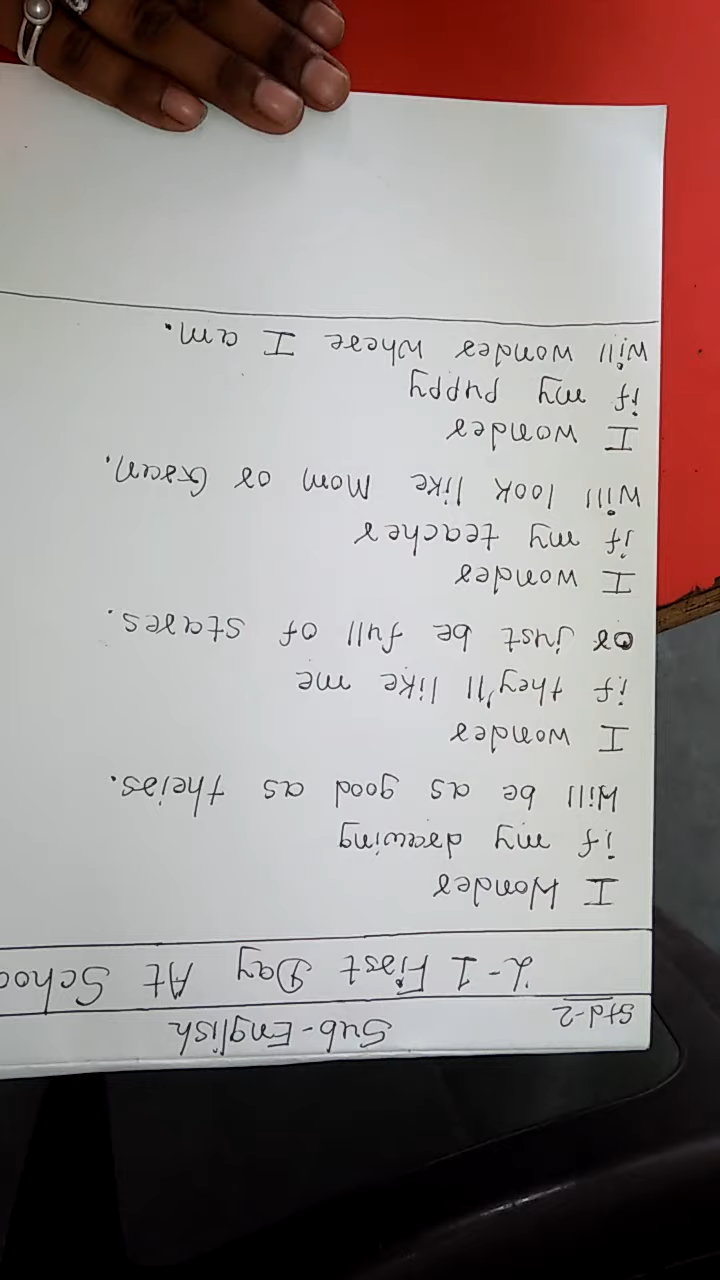 Std-2 Sub-English
L-1 First Day At Schoo
I Wonder
if my drawing
Will be as good as theirs.
I wonder
if they'll like me
or just be full of stares.
I wonder
if my teacher
will look like Mom or Gram.
I wonder
if my puppy
will wonder where I am.